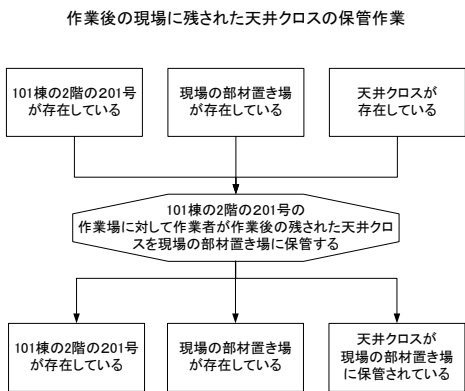 作業後の現場に残された天井クロスの保管作業
101棟の2階の201号
が存在している
現場の部材置き場
が存在している
天井クロスが
存在している
101棟の2階の201号の
作業場に対して作業者が作業後の残された天井クロ
スを現場の部材置き場に保管する
101棟の2階の201号
が存在している
現場の部材置き場
が存在している
天井クロスが
現場の部材置き場
に保管されている